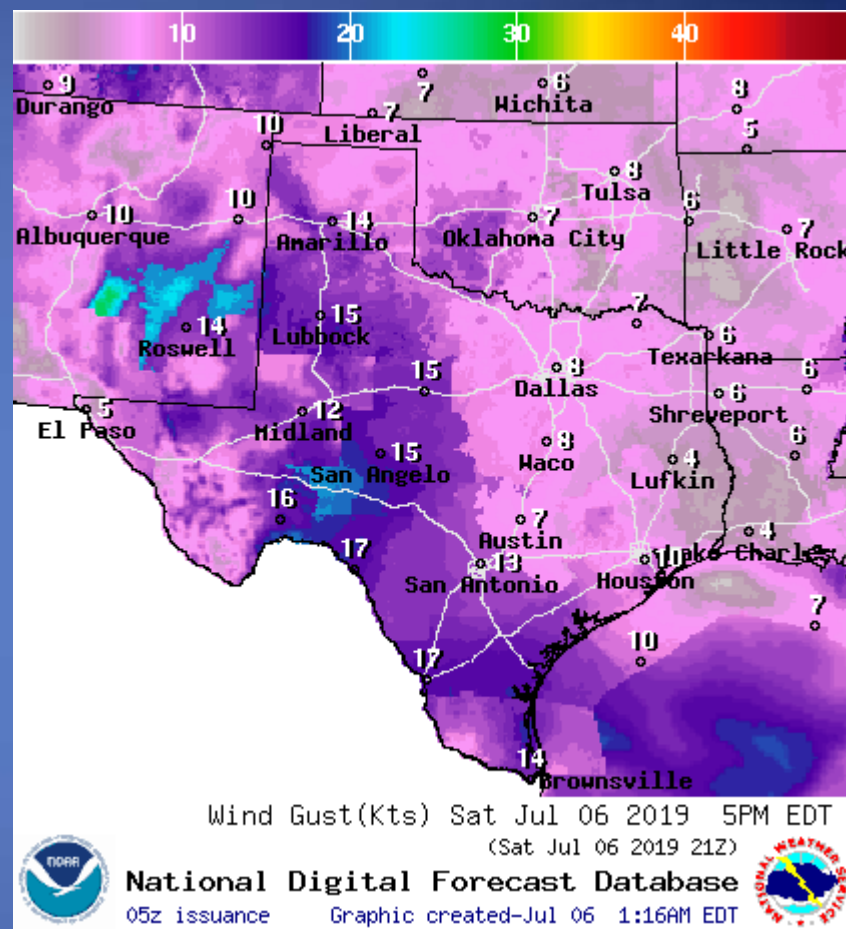 10 20 30 40
9 7 6 8
Durango Wichita
7
Liberal
10 5
8
Tulsa
10 10 14 7 6 7
Albuquerque Amarillo Oklahoma City Little Rock
14 15 7 6
Roswell Lubbock Texarkana
15 8 6 6
Dallas Shreveport
5 12
El Paso Midland
15 8 4 6
San Angelo Waco Lufkin
16 7 4
Austin
17 13 10 Lake Charles
San Antonio Houston
7
17 10
14
Brownsville
Wind Gust(Kts) Sat Jul 06 2019 5PM EDT
(Sat Jul 06 2019 21Z)
NOAA
National Digital Forecast Database
NATIONAL WEATHER SERVICE
05z issuance Graphic created-Jul 06 1:16AM EDT